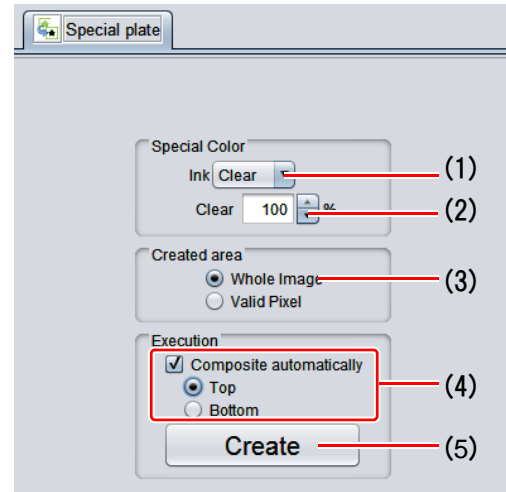 Special plate
Special Color
Ink Clear (1)
Clear 100 % (2)
Created area
Whole Image (3)
Valid Pixel
Execution
Composite automatically
Top (4)
Bottom
Create (5)